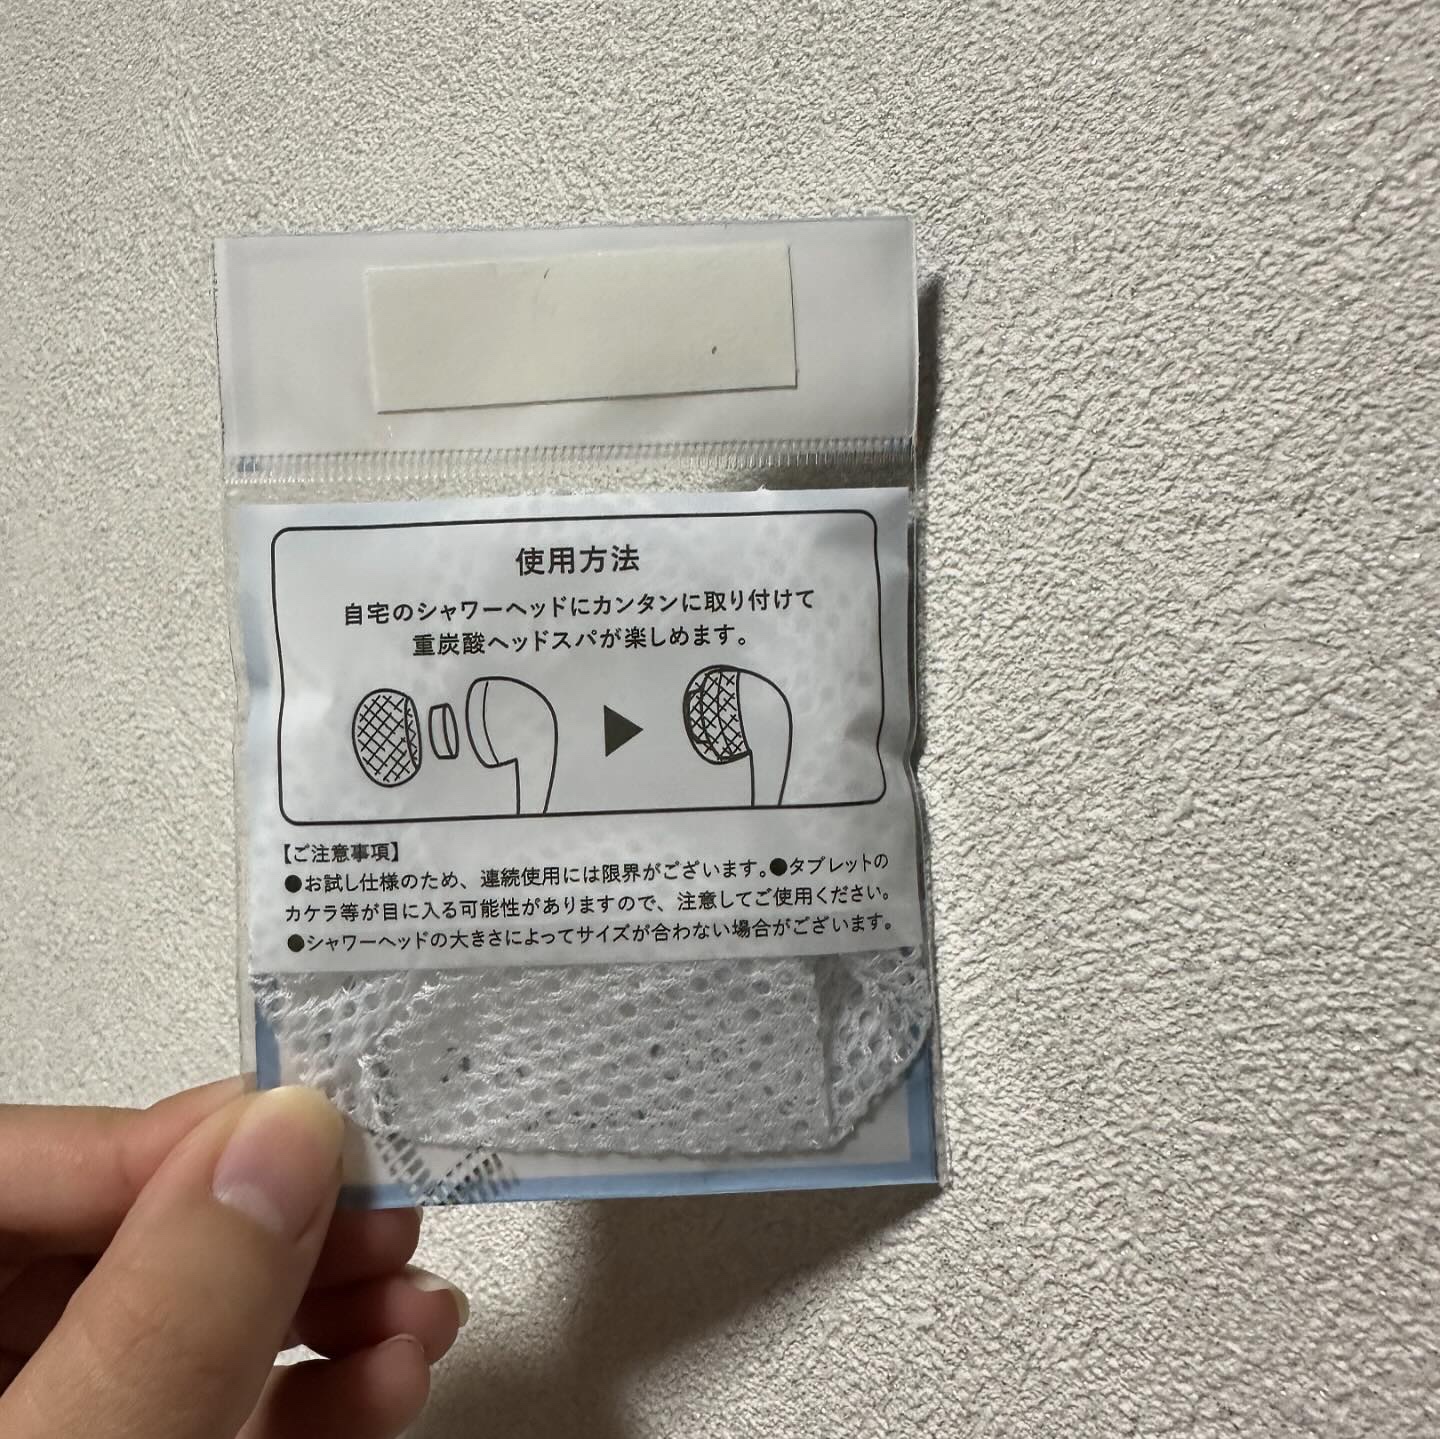 使用方法
自宅のシャワーヘッドにカンタンに取り付けて
重炭酸ヘッドスパが楽しめます。
【ご注意事項】
●お試し仕様のため、連続使用には限界がございます。●タブレットの
カケラ等が目に入る可能性がありますので、注意してご使用ください。
●シャワーヘッドの大きさによってサイズが合わない場合がございます。